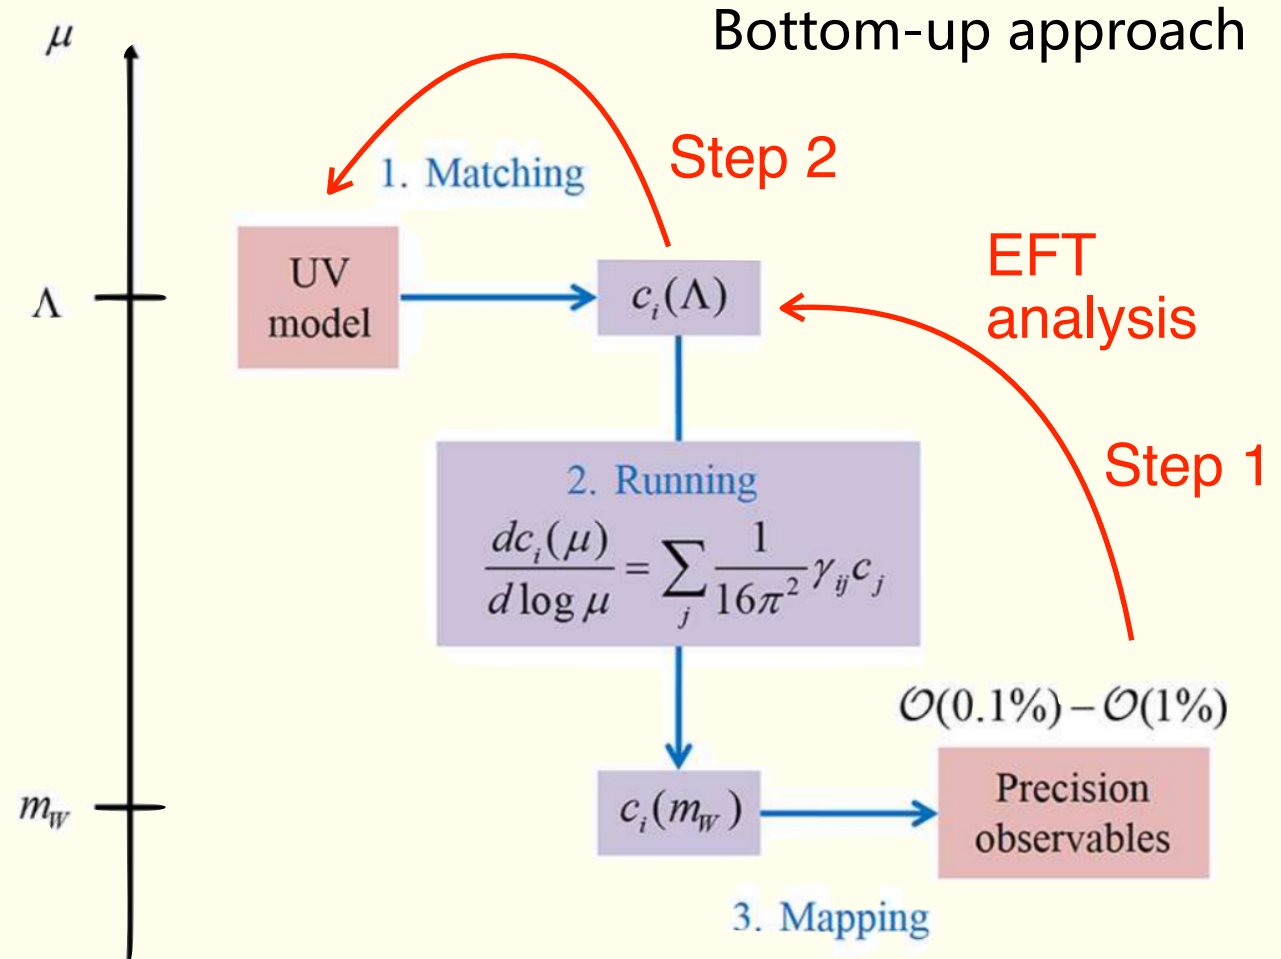 μ
Bottom-up approach
Step 2
1. Matching
UV
model
c_i(Λ)
EFT
analysis
Λ
Step 1
2. Running
dc_i(μ)/d log μ = ∑_j 1/16π² γ_ij c_j
𝒪(0.1%) – 𝒪(1%)
m_W
c_i(m_W)
Precision
observables
3. Mapping